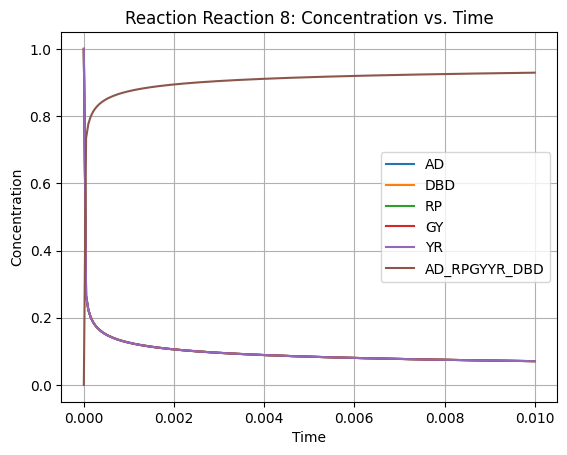 Reaction Reaction 8: Concentration vs. Time
1.0
0.8
0.6
0.4
0.2
0.0
Concentration
AD
DBD
RP
GY
YR
AD_RPGYYR_DBD
0.000
0.002
0.004
0.006
0.008
0.010
Time